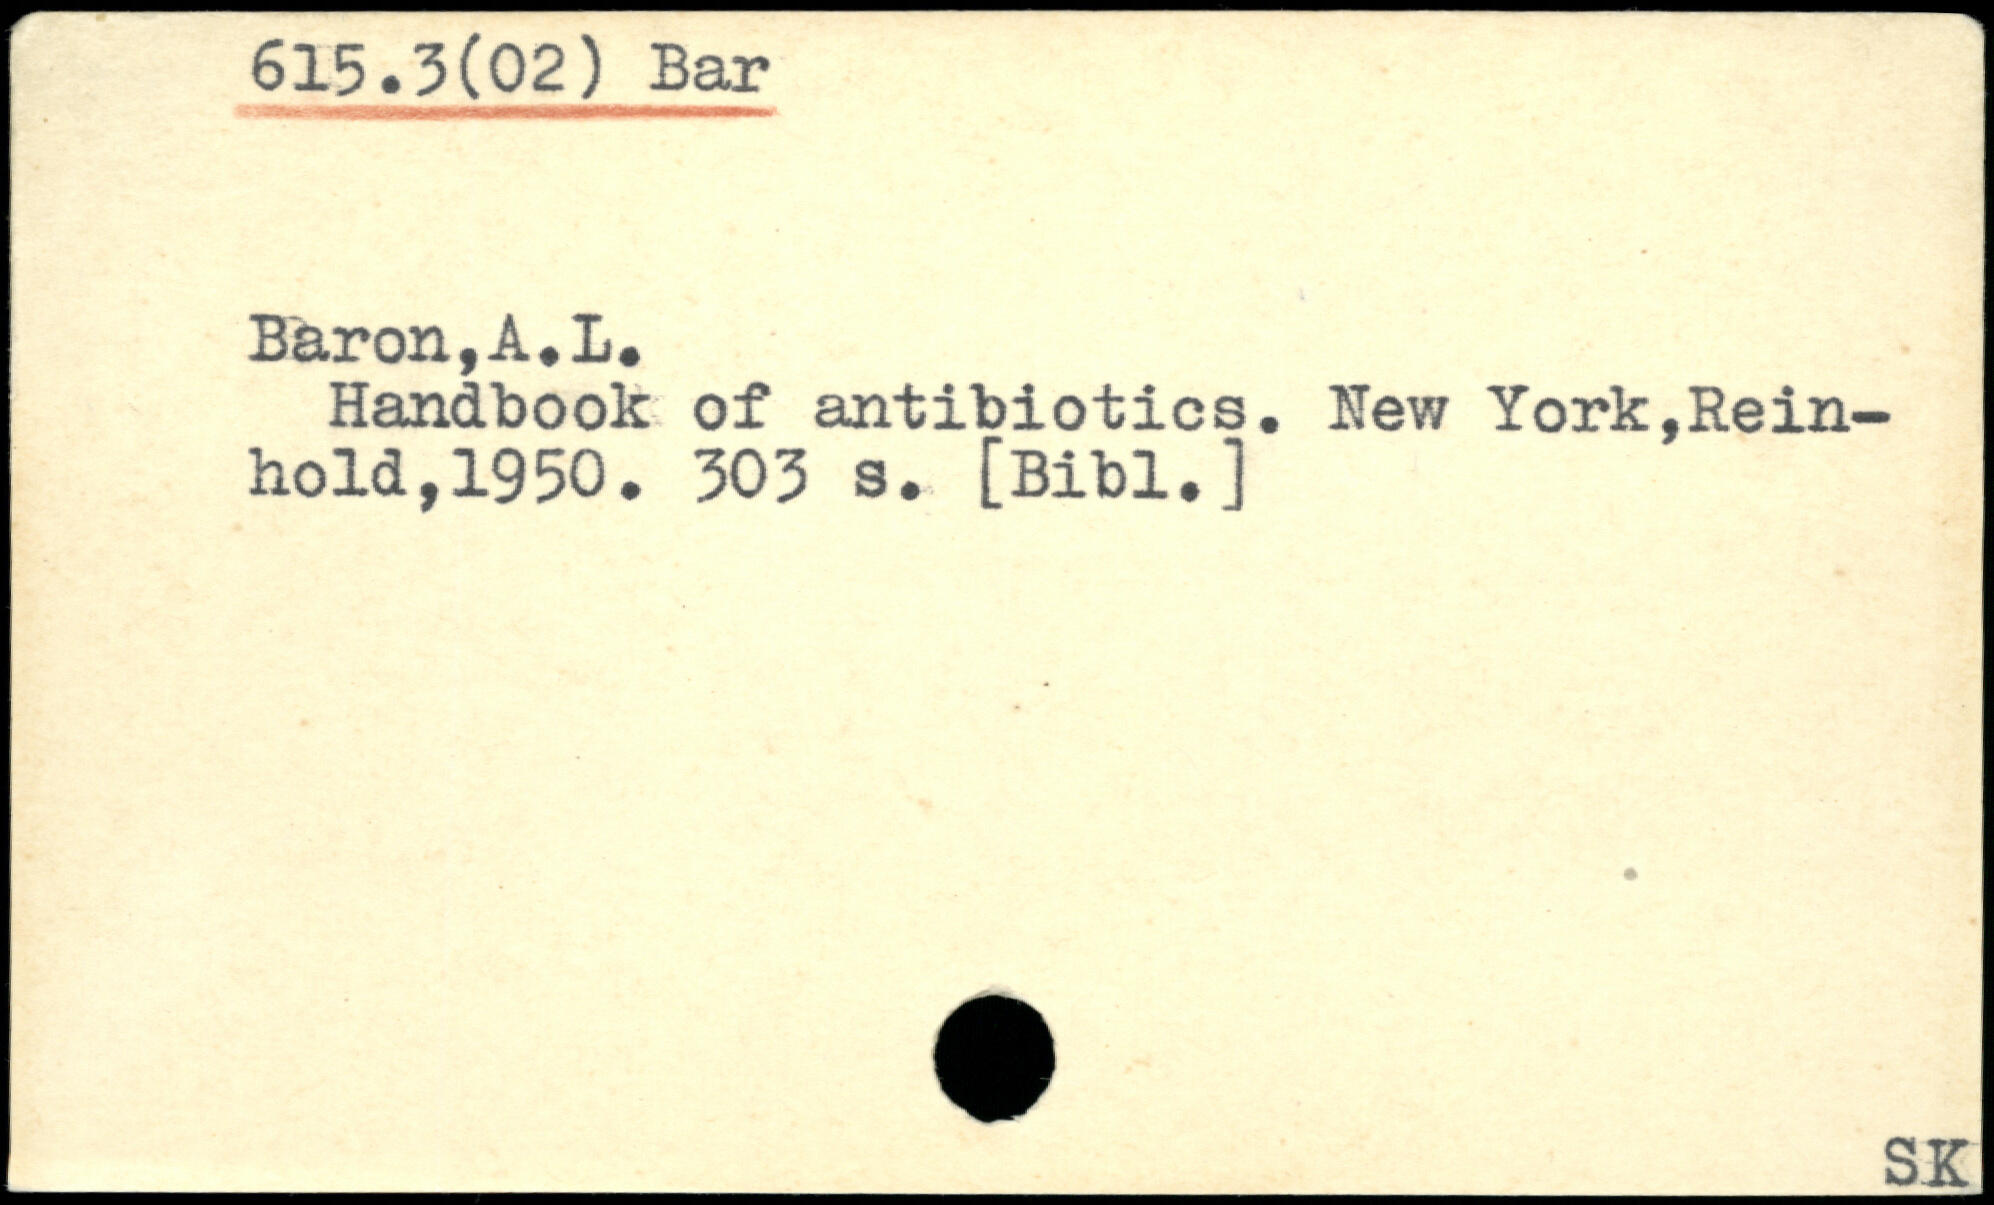 615.3(02) Bar
Baron,A.L.
Handbook of antibiotics. New York,Rein-
hold,1950. 303 s. [Bibl.]
SK